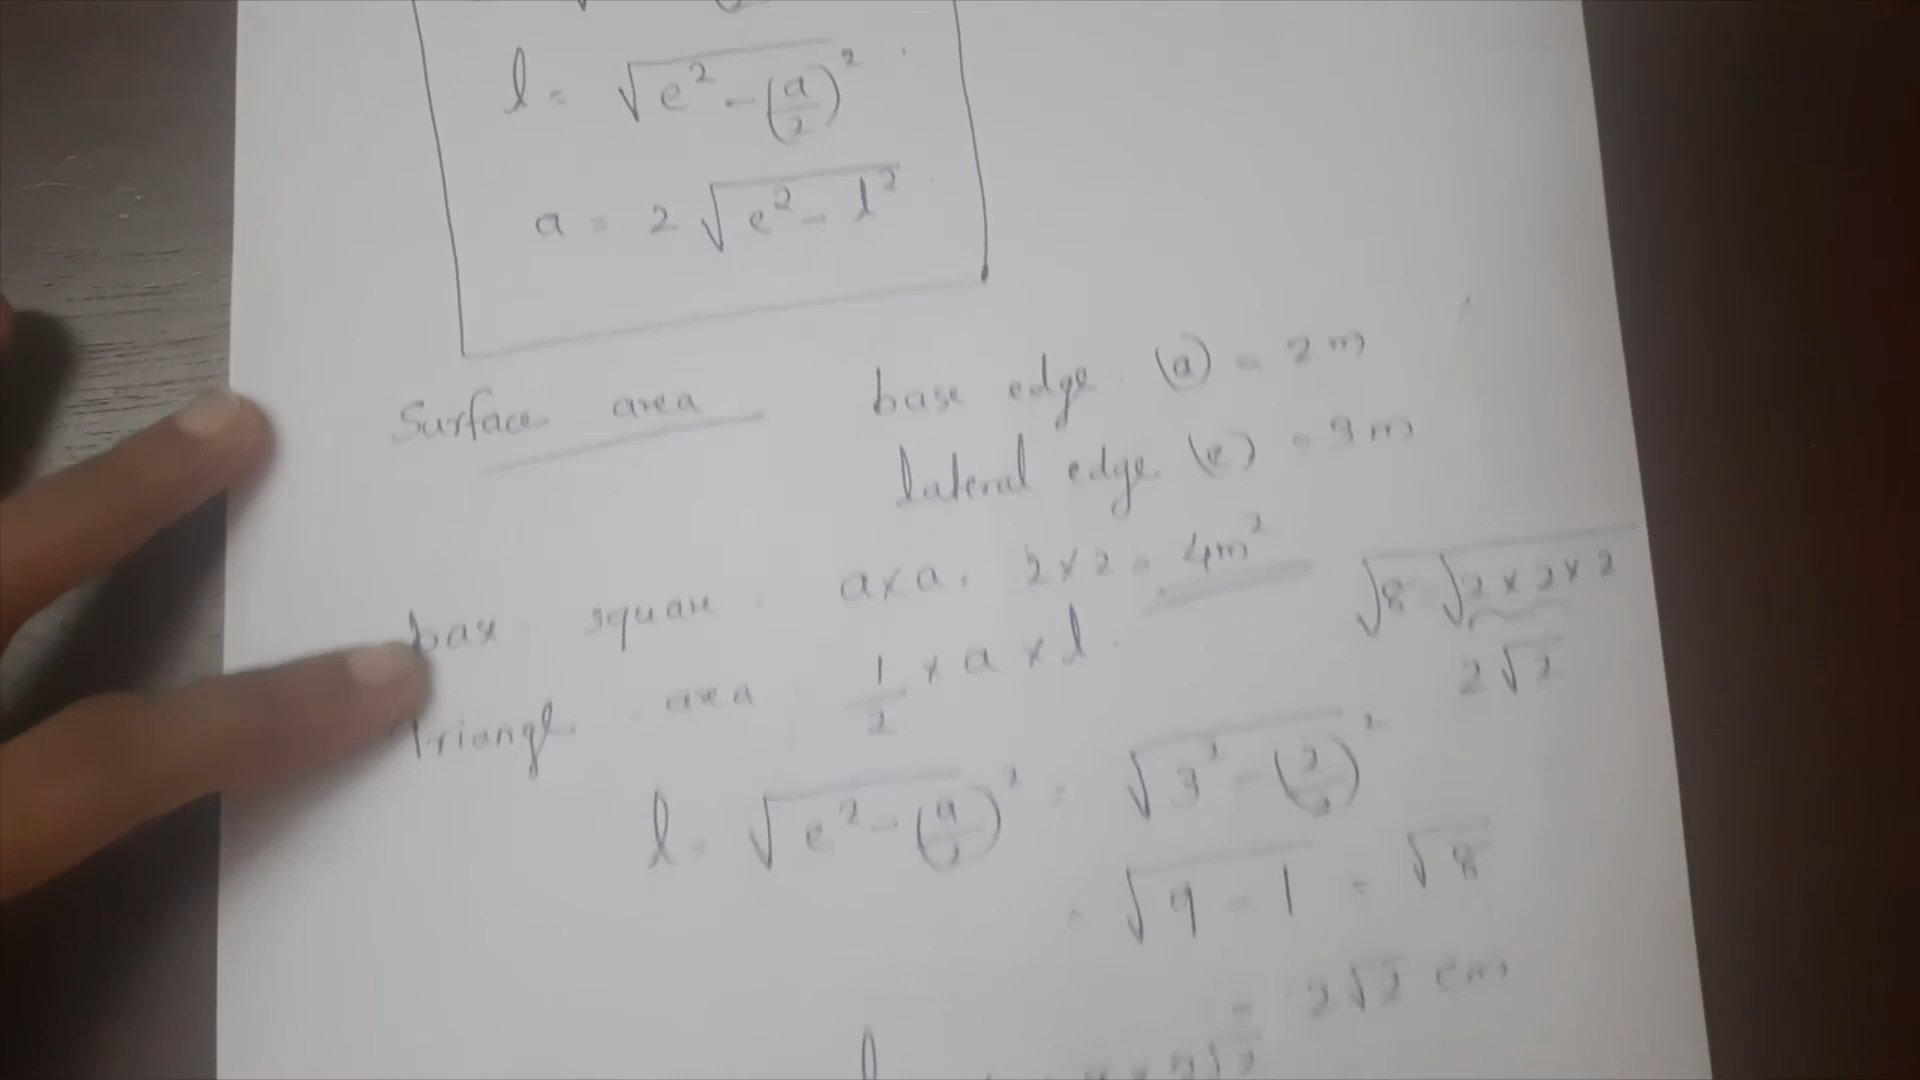 l = √e² - (a/2)²
a = 2 √e² - l²
Surface area base edge (a) = 2 m
lateral edge (e) = 3 m
base square = a x a = 2 x 2 = 4m²
√8 = √2 x 2 x 2
2√2
triangle area = 1/2 x a x l
l = √e² - (a/2)² = √3² - (2/2)²
= √9 - 1 = √8
= 2√2 cm